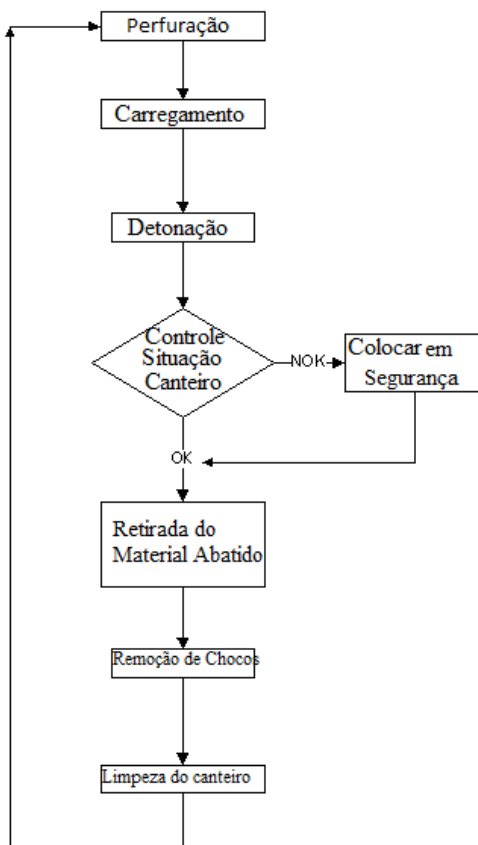 Perfuração
Carregamento
Detonação
Controle
Situação
Canteiro
NOK
Colocar em
Segurança
OK
Retirada do
Material Abatido
Remoção de Chocos
Limpeza do canteiro